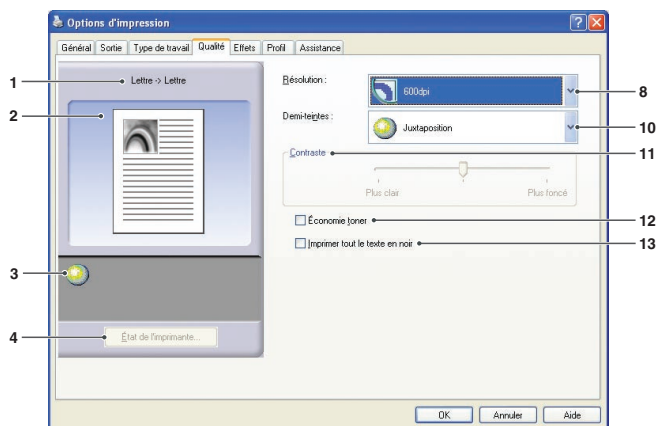 Options d'impression
Général Sortie Type de travail Qualité Effets Profil Assistance
1
Lettre -> Lettre
2
3
4
État de l'imprimante...
Résolution :
600dpi
8
Demi-teintes :
Juxtaposition
10
Contraste
11
Plus clair
Plus foncé
Économie toner
12
Imprimer tout le texte en noir
13
OK Annuler Aide